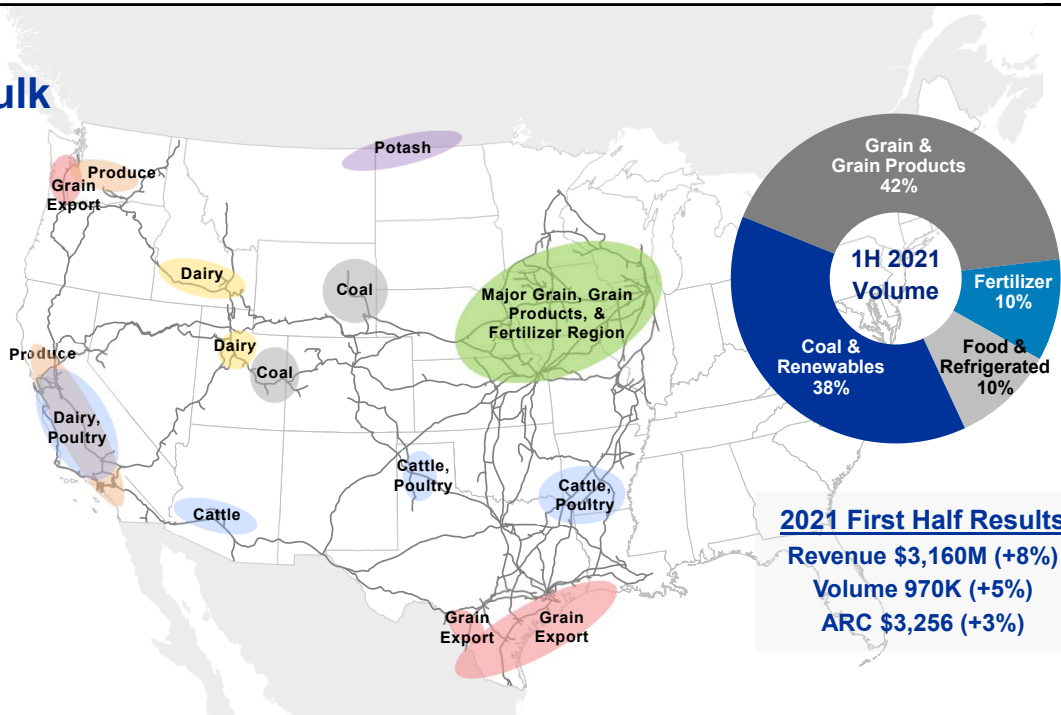 ulk
Potash
Produce
Grain
Export
Dairy
Coal
Major Grain, Grain
Products, &
Fertilizer Region
Produce
Dairy
Coal
Dairy,
Poultry
Cattle,
Poultry
Cattle,
Poultry
Cattle
Grain
Export
Grain
Export
Grain &
Grain Products
42%
1H 2021
Volume
Fertilizer
10%
Coal &
Renewables
38%
Food &
Refrigerated
10%
2021 First Half Results
Revenue $3,160M (+8%)
Volume 970K (+5%)
ARC $3,256 (+3%)